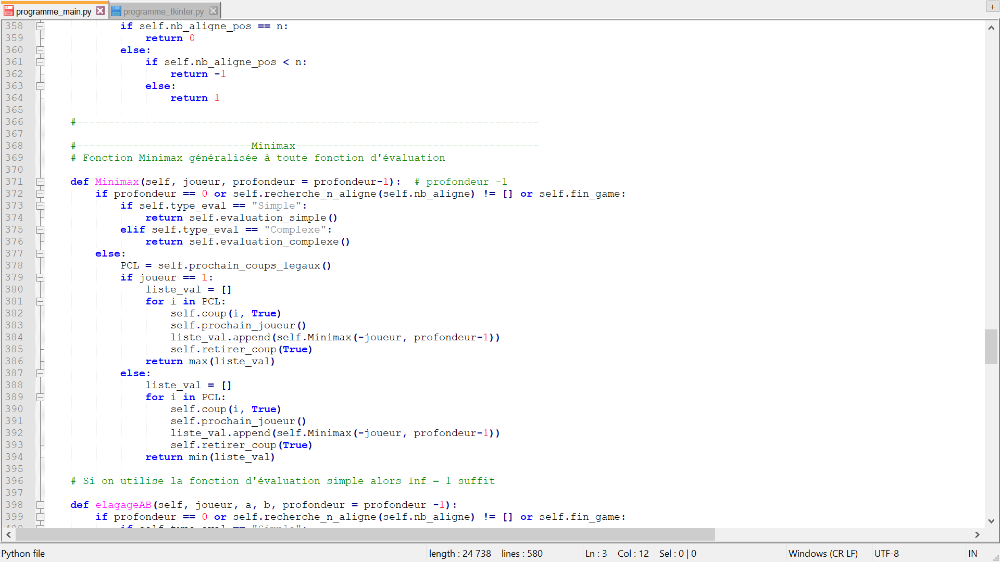 programme_main.py programme_tkinter.py +
358 if self.nb_aligne_pos == n:
359 return 0
360 else:
361 if self.nb_aligne_pos < n:
362 return -1
363 else:
364 return 1
365
366 #--------------------------------------------------------------------------
367
368 #----------------------------Minimax---------------------------------------
369 # Fonction Minimax généralisée à toute fonction d'évaluation
370
371 def Minimax(self, joueur, profondeur = profondeur-1):  # profondeur -1
372 if profondeur == 0 or self.recherche_n_aligne(self.nb_aligne) != [] or self.fin_game:
373 if self.type_eval == "Simple":
374 return self.evaluation_simple()
375 elif self.type_eval == "Complexe":
376 return self.evaluation_complexe()
377 else:
378 PCL = self.prochain_coups_legaux()
379 if joueur == 1:
380 liste_val = []
381 for i in PCL:
382 self.coup(i, True)
383 self.prochain_joueur()
384 liste_val.append(self.Minimax(-joueur, profondeur-1))
385 self.retirer_coup(True)
386 return max(liste_val)
387 else:
388 liste_val = []
389 for i in PCL:
390 self.coup(i, True)
391 self.prochain_joueur()
392 liste_val.append(self.Minimax(-joueur, profondeur-1))
393 self.retirer_coup(True)
394 return min(liste_val)
395
396 # Si on utilise la fonction d'évaluation simple alors Inf = 1 suffit
397
398 def elagageAB(self, joueur, a, b, profondeur = profondeur -1):
399 if profondeur == 0 or self.recherche_n_aligne(self.nb_aligne) != [] or self.fin_game:
Python file length : 24 738 lines : 580 Ln : 3 Col : 12 Sel : 0 | 0 Windows (CR LF) UTF-8 IN